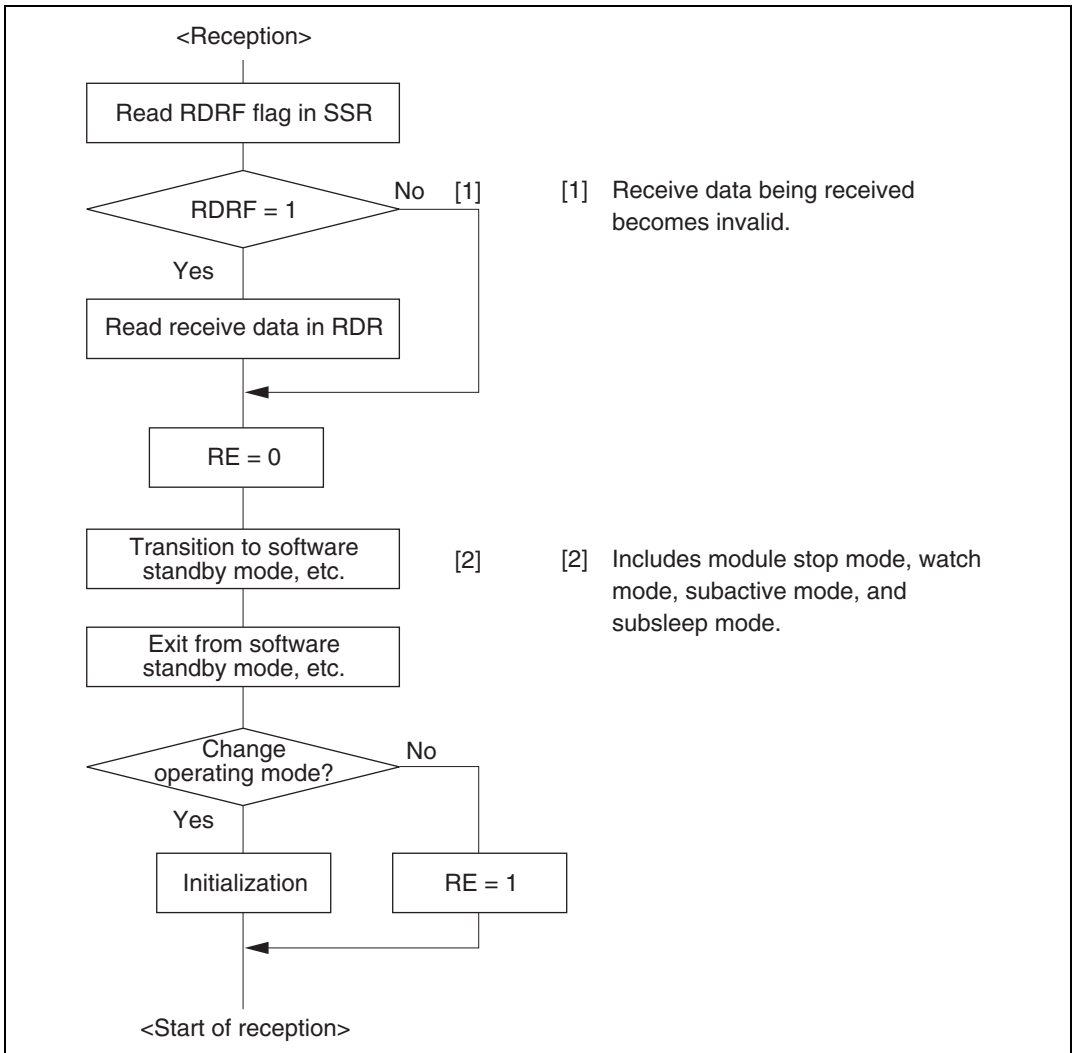 <Reception>
Read RDRF flag in SSR
RDRF = 1
No [1]
[1] Receive data being received
becomes invalid.
Yes
Read receive data in RDR
RE = 0
Transition to software
standby mode, etc.
[2]
[2] Includes module stop mode, watch
mode, subactive mode, and
subsleep mode.
Exit from software
standby mode, etc.
Change
operating mode?
No
Yes
Initialization
RE = 1
<Start of reception>